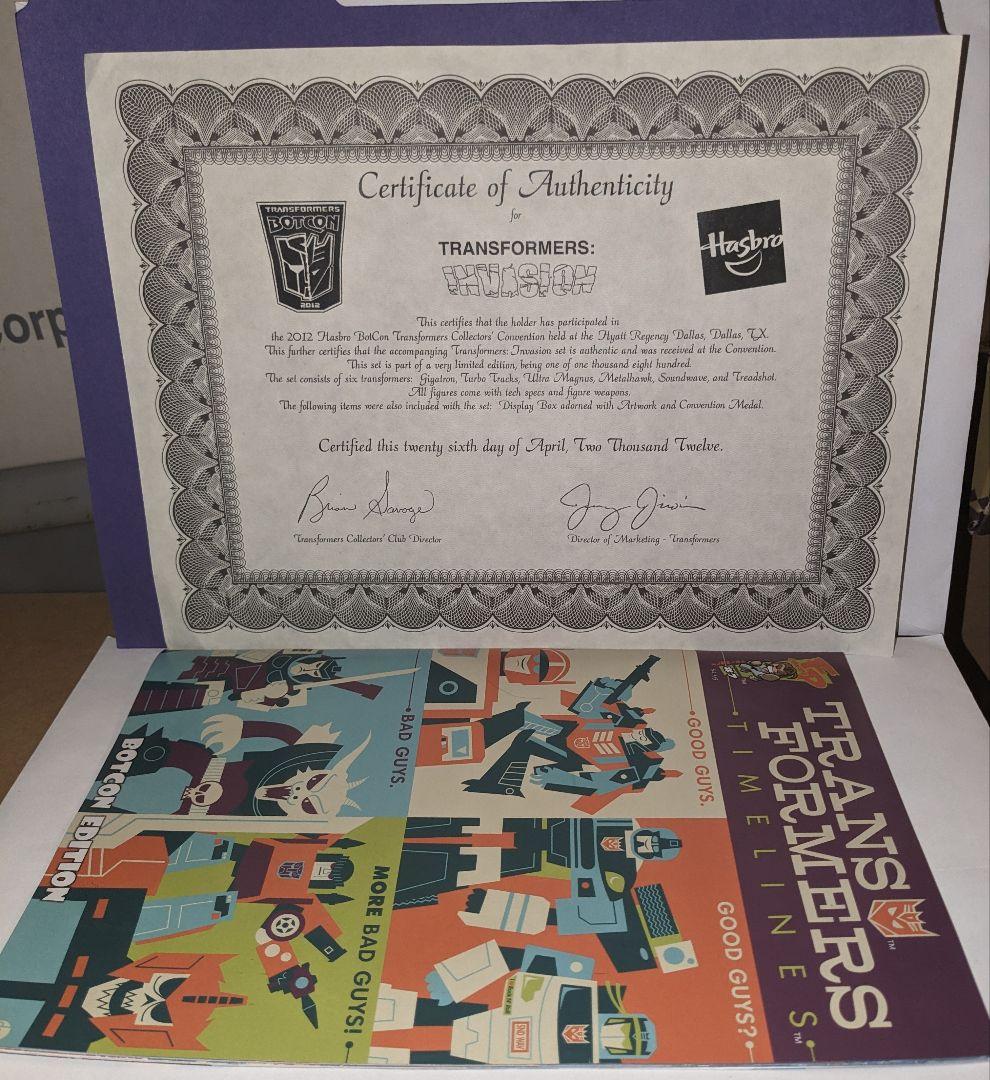 Corp
Certificate of Authenticity
for
TRANSFORMERS
BOTCON
2012
TRANSFORMERS:
INVASION
Hasbro
This certifies that the holder has participated in
the 2012 Hasbro BotCon Transformers Collectors' Convention held at the Hyatt Regency Dallas, Dallas, TX.
This further certifies that the accompanying Transformers: Invasion set is authentic and was received at the Convention.
This set is part of a very limited edition, being one of one thousand eight hundred.
The set consists of six transformers: Gigatron, Turbo Tracks, Ultra Magnus, Metalhawk, Soundwave, and Treadshot.
All figures come with tech specs and figure weapons.
The following items were also included with the set: Display Box adorned with Artwork and Convention Medal.
Certified this twenty sixth day of April, Two Thousand Twelve.
Brian Savage
Transformers Collectors' Club Director
Director of Marketing - Transformers
TRANS
FORMERS™
TIMELINES™
GOOD GUYS.
BAD GUYS.
GOOD GUYS?
MORE BAD GUYS!
SND WAV
BOTCON EDITION